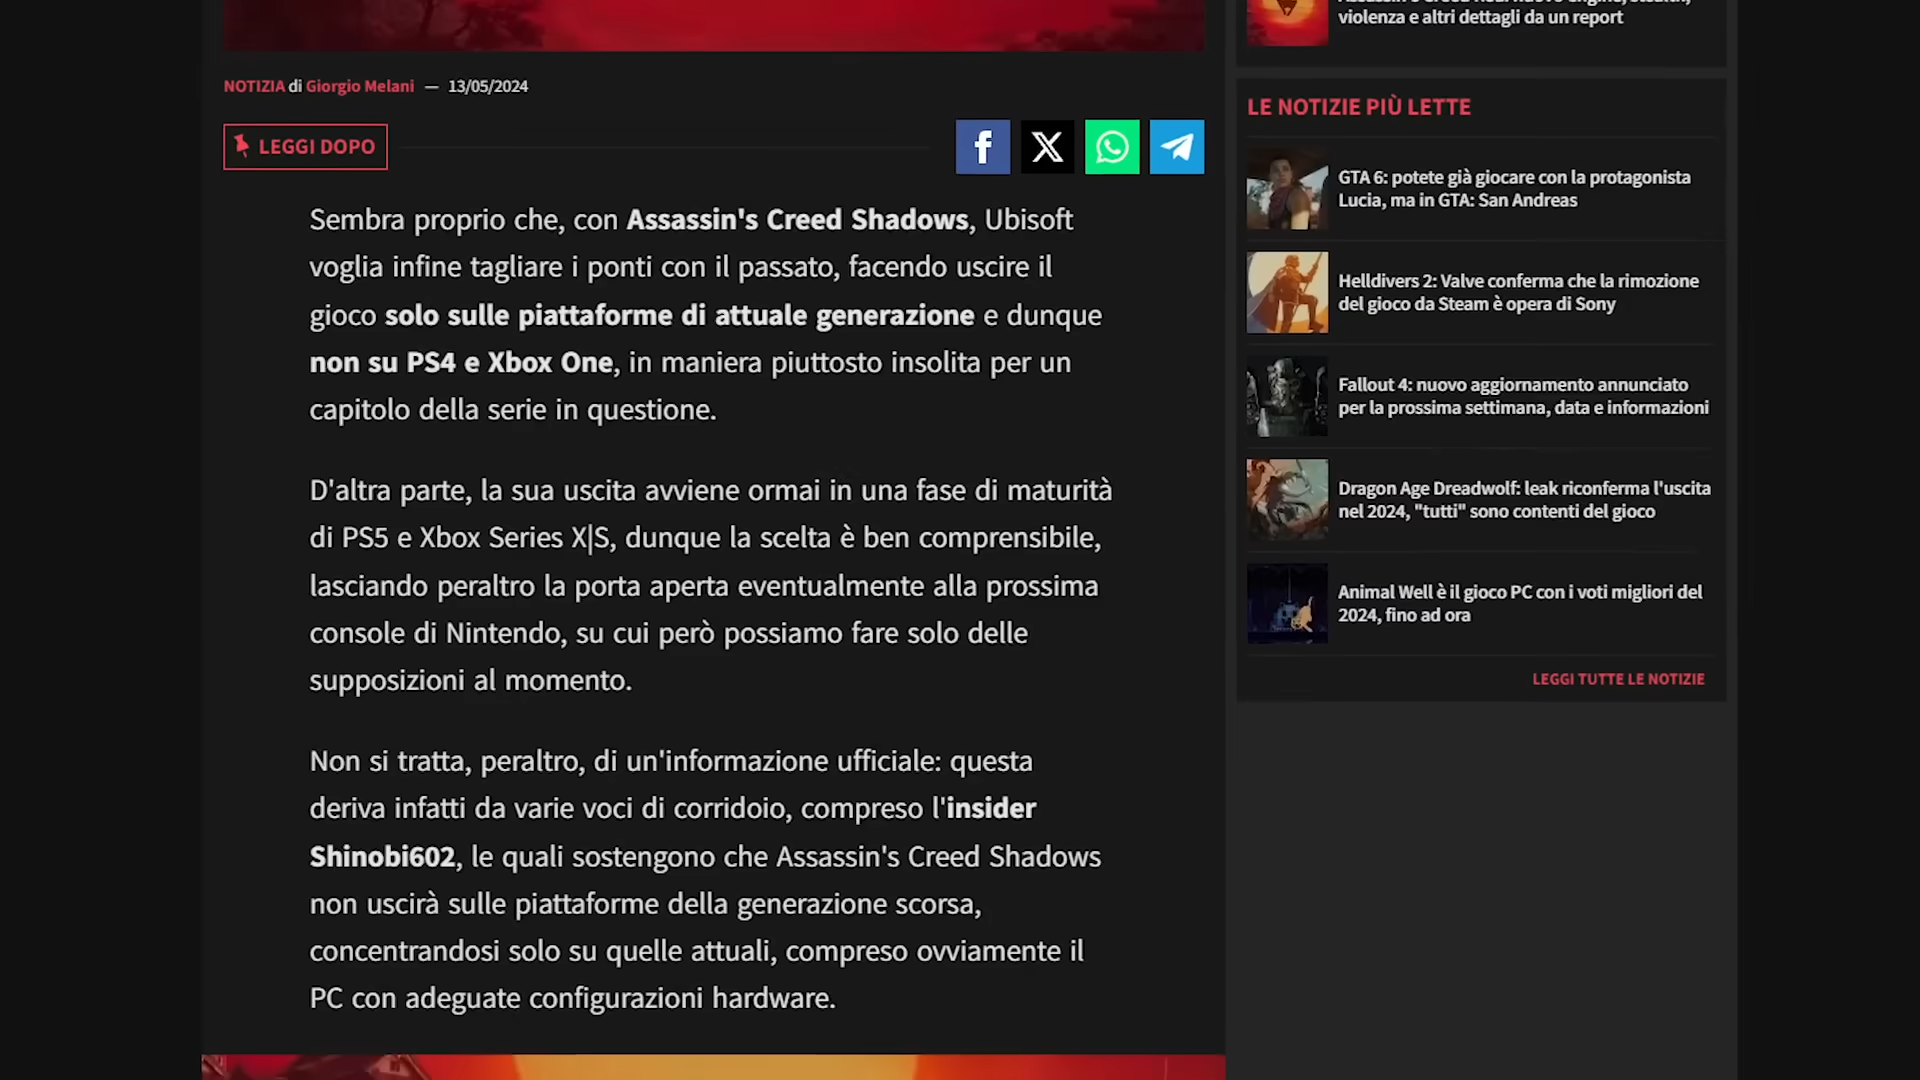 NOTIZIA di Giorgio Melani — 13/05/2024
LEGGI DOPO
Sembra proprio che, con Assassin's Creed Shadows, Ubisoft
voglia infine tagliare i ponti con il passato, facendo uscire il
gioco solo sulle piattaforme di attuale generazione e dunque
non su PS4 e Xbox One, in maniera piuttosto insolita per un
capitolo della serie in questione.
D'altra parte, la sua uscita avviene ormai in una fase di maturità
di PS5 e Xbox Series X|S, dunque la scelta è ben comprensibile,
lasciando peraltro la porta aperta eventualmente alla prossima
console di Nintendo, su cui però possiamo fare solo delle
supposizioni al momento.
Non si tratta, peraltro, di un'informazione ufficiale: questa
deriva infatti da varie voci di corridoio, compreso l'insider
Shinobi602, le quali sostengono che Assassin's Creed Shadows
non uscirà sulle piattaforme della generazione scorsa,
concentrandosi solo su quelle attuali, compreso ovviamente il
PC con adeguate configurazioni hardware.
violenza e altri dettagli da un report
LE NOTIZIE PIÙ LETTE
GTA 6: potete già giocare con la protagonista
Lucia, ma in GTA: San Andreas
Helldivers 2: Valve conferma che la rimozione
del gioco da Steam è opera di Sony
Fallout 4: nuovo aggiornamento annunciato
per la prossima settimana, data e informazioni
Dragon Age Dreadwolf: leak riconferma l'uscita
nel 2024, "tutti" sono contenti del gioco
Animal Well è il gioco PC con i voti migliori del
2024, fino ad ora
LEGGI TUTTE LE NOTIZIE